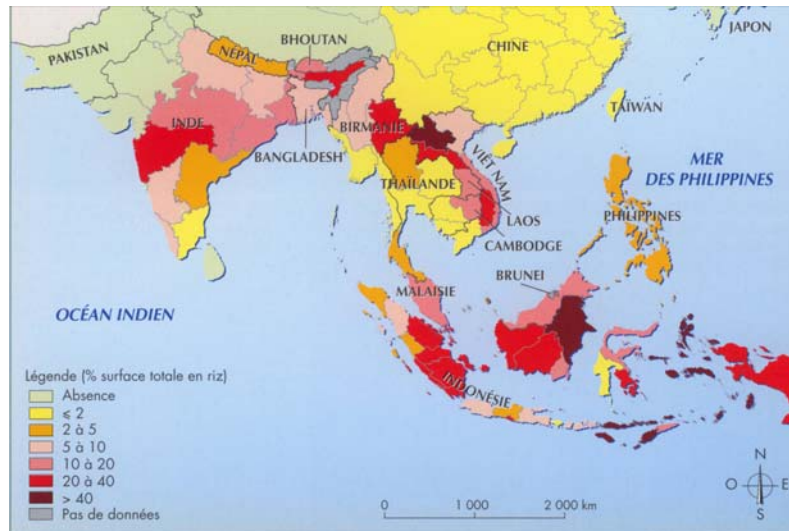 PAKISTAN
NÉPAL
BHOUTAN
CHINE
JAPON
INDE
BIRMANIE
TAÏWAN
BANGLADESH
VIÊT NAM
MER
DES PHILIPPINES
THAÏLANDE
LAOS
PHILIPPINES
CAMBODGE
BRUNEI
MALAISIE
OCÉAN INDIEN
INDONÉSIE
Légende (% surface totale en riz)
Absence
⩽ 2
2 à 5
5 à 10
10 à 20
20 à 40
> 40
Pas de données
0 1 000 2 000 km
N
O E
S